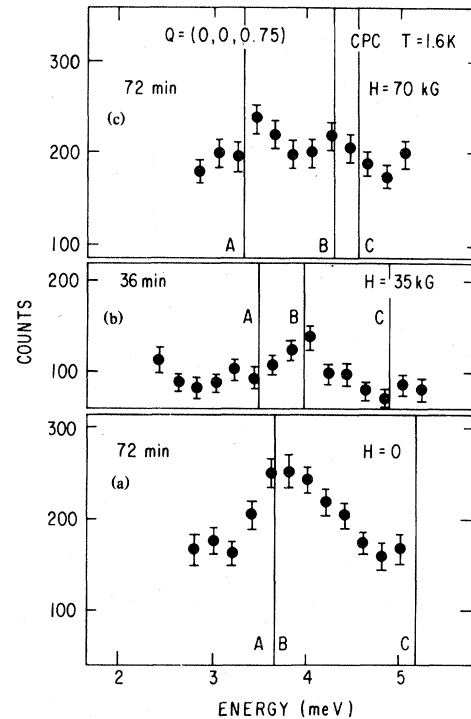 Q=(0,0,0.75) CPC T=1.6K
300
72 min H=70 kG
(c)
200
100
A B C
200
36 min A B H=35 kG
(b) C
100
COUNTS
300
72 min H=0
(a)
200
100
A B C
2 3 4 5
ENERGY (meV)